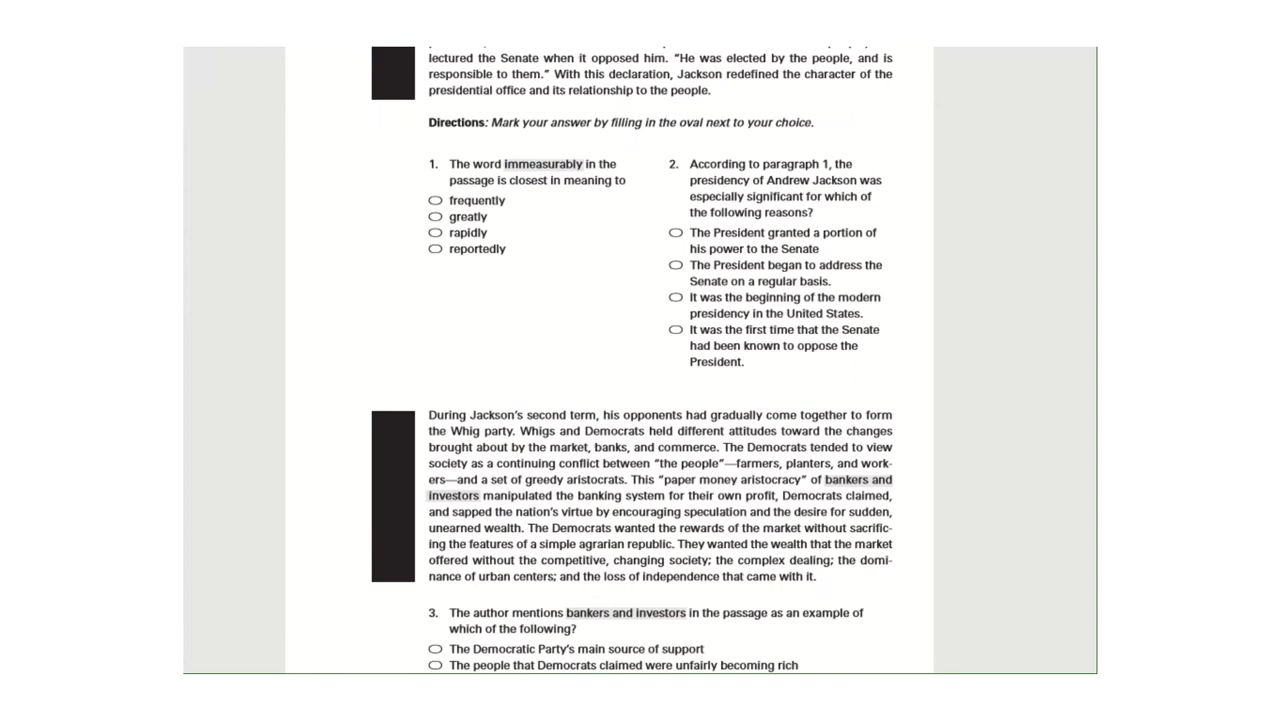 lectured the Senate when it opposed him. “He was elected by the people, and is
responsible to them.” With this declaration, Jackson redefined the character of the
presidential office and its relationship to the people.
Directions: Mark your answer by filling in the oval next to your choice.
1. The word immeasurably in the
passage is closest in meaning to
frequently
greatly
rapidly
reportedly
2. According to paragraph 1, the
presidency of Andrew Jackson was
especially significant for which of
the following reasons?
The President granted a portion of
his power to the Senate
The President began to address the
Senate on a regular basis.
It was the beginning of the modern
presidency in the United States.
It was the first time that the Senate
had been known to oppose the
President.
During Jackson’s second term, his opponents had gradually come together to form
the Whig party. Whigs and Democrats held different attitudes toward the changes
brought about by the market, banks, and commerce. The Democrats tended to view
society as a continuing conflict between “the people”—farmers, planters, and work-
ers—and a set of greedy aristocrats. This “paper money aristocracy” of bankers and
investors manipulated the banking system for their own profit, Democrats claimed,
and sapped the nation’s virtue by encouraging speculation and the desire for sudden,
unearned wealth. The Democrats wanted the rewards of the market without sacrific-
ing the features of a simple agrarian republic. They wanted the wealth that the market
offered without the competitive, changing society; the complex dealing; the domi-
nance of urban centers; and the loss of independence that came with it.
3. The author mentions bankers and investors in the passage as an example of
which of the following?
The Democratic Party’s main source of support
The people that Democrats claimed were unfairly becoming rich